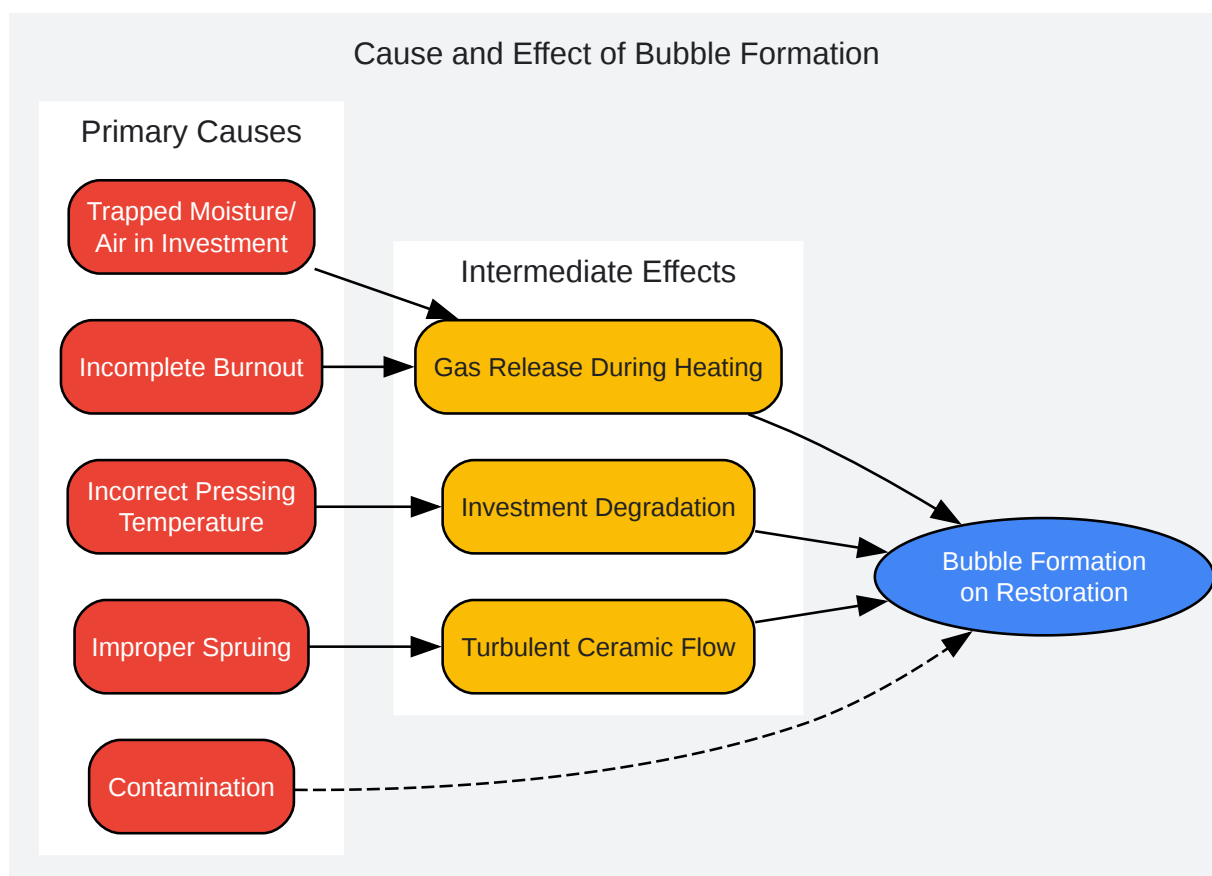 Cause and Effect of Bubble Formation
Primary Causes
Trapped Moisture/
Air in Investment
Incomplete Burnout
Incorrect Pressing
Temperature
Improper Spruing
Contamination
Intermediate Effects
Gas Release During Heating
Investment Degradation
Turbulent Ceramic Flow
Bubble Formation
on Restoration